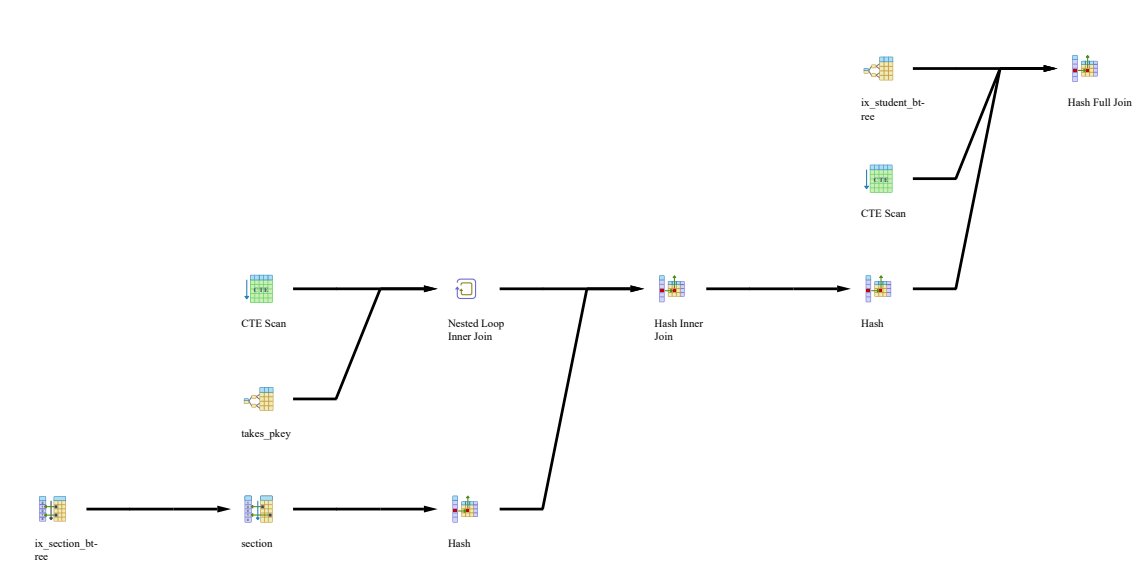 ix_student_bt-
ree
Hash Full Join
CTE
CTE Scan
CTE
CTE Scan
Nested Loop
Inner Join
Hash Inner
Join
Hash
takes_pkey
ix_section_bt-
ree
section
Hash